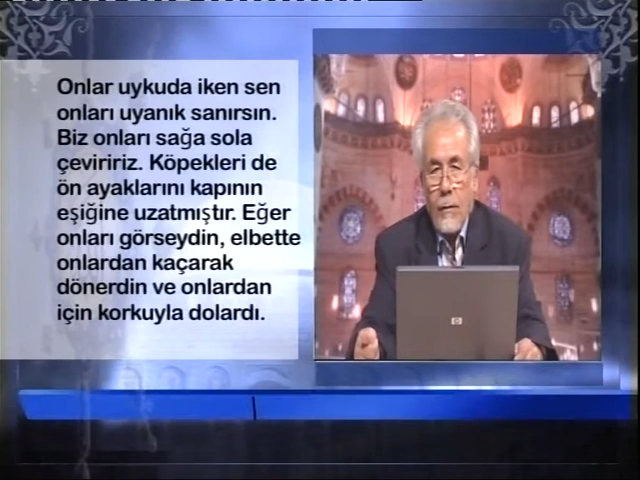 Onlar uykuda iken sen
onları uyanık sanırsın.
Biz onları sağa sola
çeviririz. Köpekleri de
ön ayaklarını kapının
eşiğine uzatmıştır. Eğer
onları görseydin, elbette
onlardan kaçarak
dönerdin ve onlardan
için korkuyla dolardı.
hp